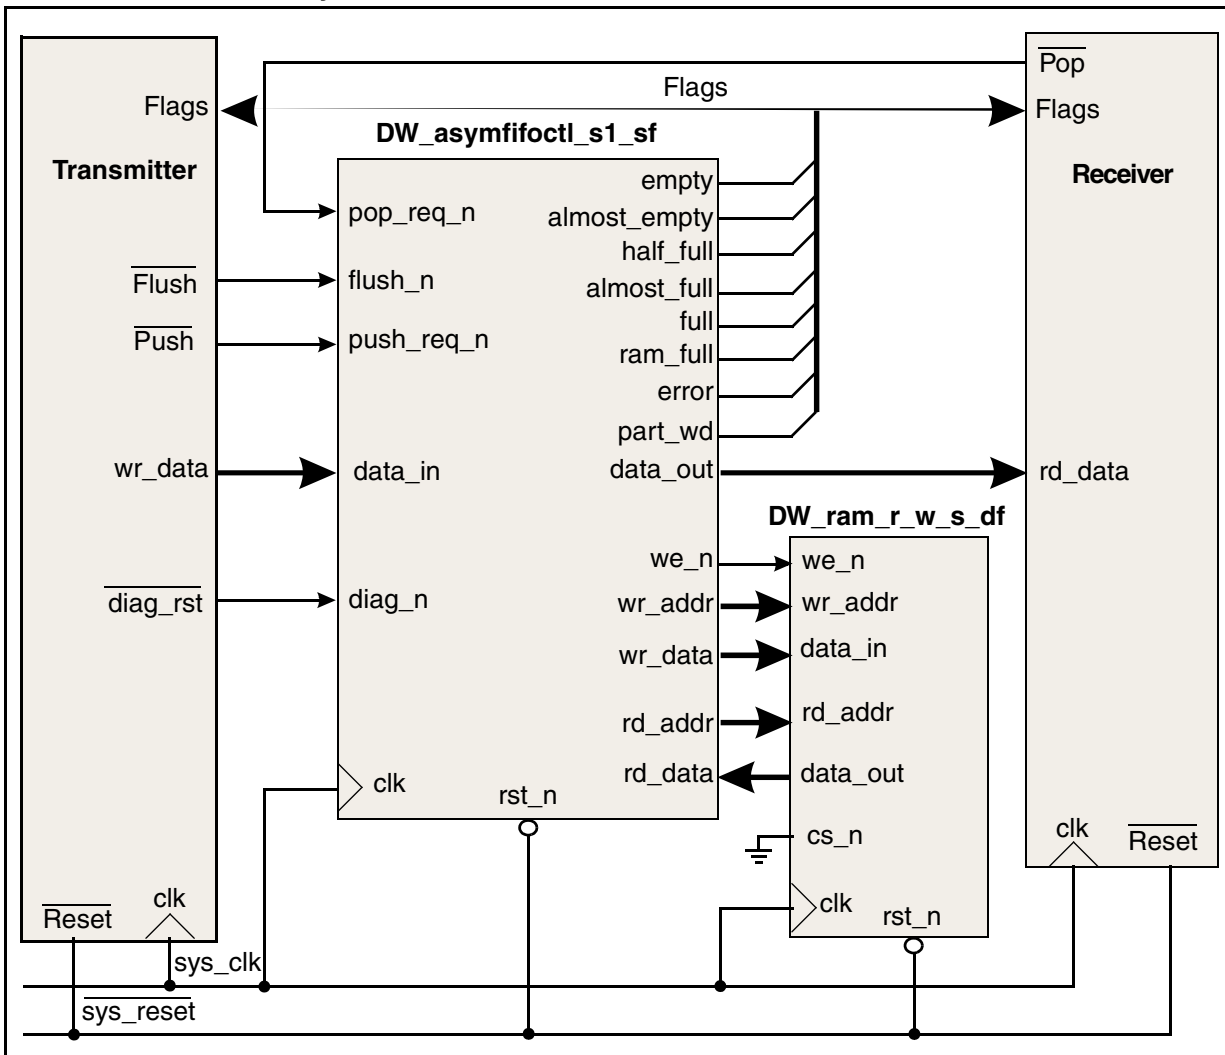 Pop
Flags
Flags
Flags
DW_asymfifoctl_s1_sf
Transmitter
Receiver
empty
pop_req_n
almost_empty
half_full
Flush
flush_n
almost_full
full
Push
push_req_n
ram_full
error
part_wd
wr_data
data_in
data_out
rd_data
DW_ram_r_w_s_df
we_n
we_n
diag_rst
diag_n
wr_addr
wr_addr
wr_data
data_in
rd_addr
rd_addr
rd_data
data_out
clk
rst_n
cs_n
clk
Reset
clk
Reset
clk
rst_n
sys_clk
sys_reset